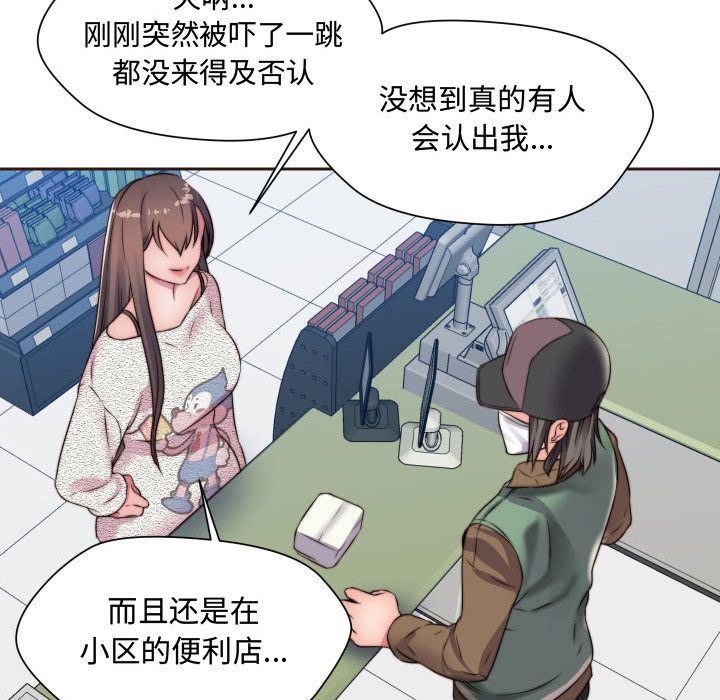 天啊...
刚刚突然被吓了一跳
都没来得及否认
没想到真的有人
会认出我...
而且还是在
小区的便利店...